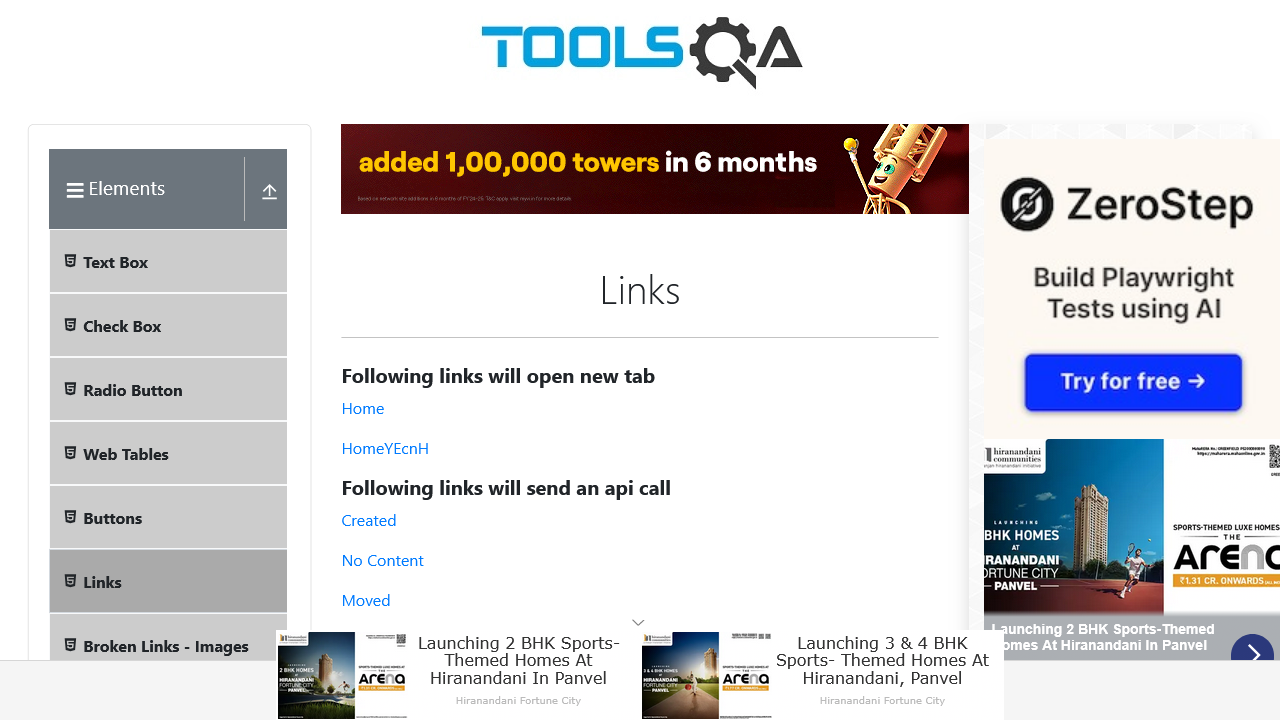 TOOLSQA
added 1,00,000 towers in 6 months
Elements
Text Box
Check Box
Radio Button
Web Tables
Buttons
Links
Broken Links - Images
Links
Following links will open new tab
Home
HomeYEcnH
Following links will send an api call
Created
No Content
Moved
ZeroStep
Build Playwright
Tests using AI
Try for free →
hiranandani
communities
LAUNCHING
BHK HOMES
AT
HIRANANDANI
FORTUNE CITY
PANVEL
SPORTS-THEMED LUXE HOMES
THE
ARENA
₹1.31 CR. ONWARDS
Launching 2 BHK Sports-Themed
omes At Hiranandani In Panvel
Launching 2 BHK Sports-
Themed Homes At
Hiranandani In Panvel
Hiranandani Fortune City
Launching 3 & 4 BHK
Sports- Themed Homes At
Hiranandani, Panvel
Hiranandani Fortune City